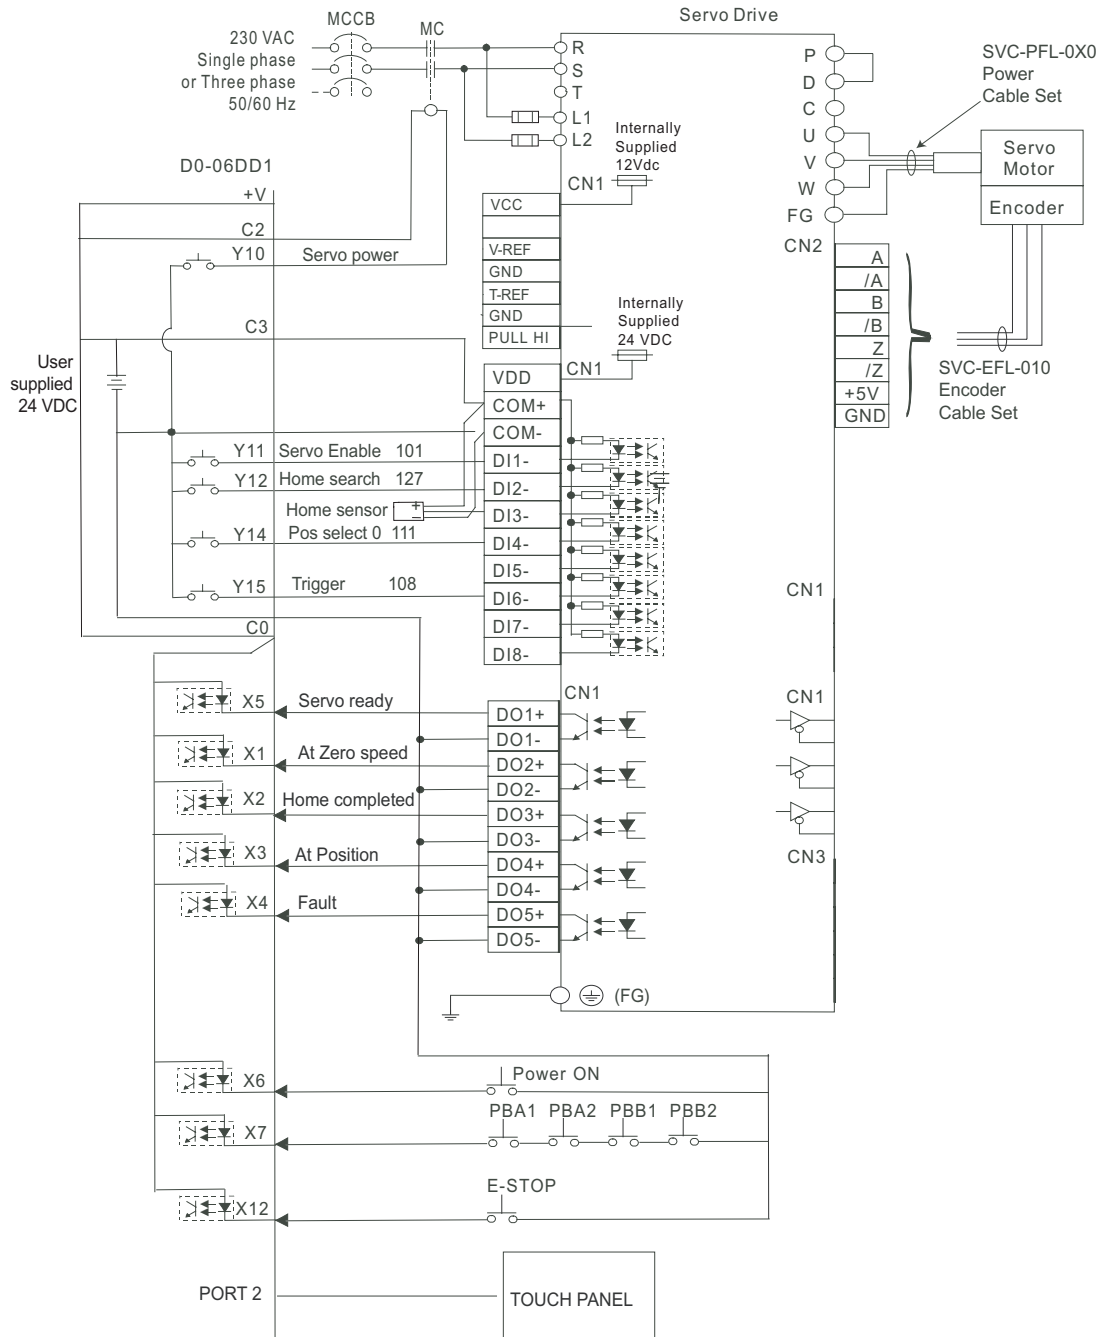 Servo Drive
MCCB
MC
230 VAC
Single phase
or Three phase
50/60 Hz
R
S
T
L1
L2
P
D
C
U
V
W
FG
SVC-PFL-0X0
Power
Cable Set
Servo
Motor
Encoder
Internally
Supplied
12Vdc
D0-06DD1
+V
C2
Y10
Servo power
C3
CN1
VCC
V-REF
GND
T-REF
GND
PULL HI
CN2
A
/A
B
/B
Z
/Z
+5V
GND
SVC-EFL-010
Encoder
Cable Set
Internally
Supplied
24 VDC
User
supplied
24 VDC
CN1
VDD
COM+
COM-
DI1-
DI2-
DI3-
DI4-
DI5-
DI6-
DI7-
DI8-
Y11 Servo Enable 101
Y12 Home search 127
Home sensor
+
−
Y14 Pos select 0 111
Y15 Trigger 108
C0
CN1
CN1
CN3
X5 Servo ready
X1 At Zero speed
X2 Home completed
X3 At Position
X4 Fault
CN1
DO1+
DO1-
DO2+
DO2-
DO3+
DO3-
DO4+
DO4-
DO5+
DO5-
(FG)
X6
Power ON
X7
PBA1 PBA2 PBB1 PBB2
E-STOP
X12
PORT 2
TOUCH PANEL